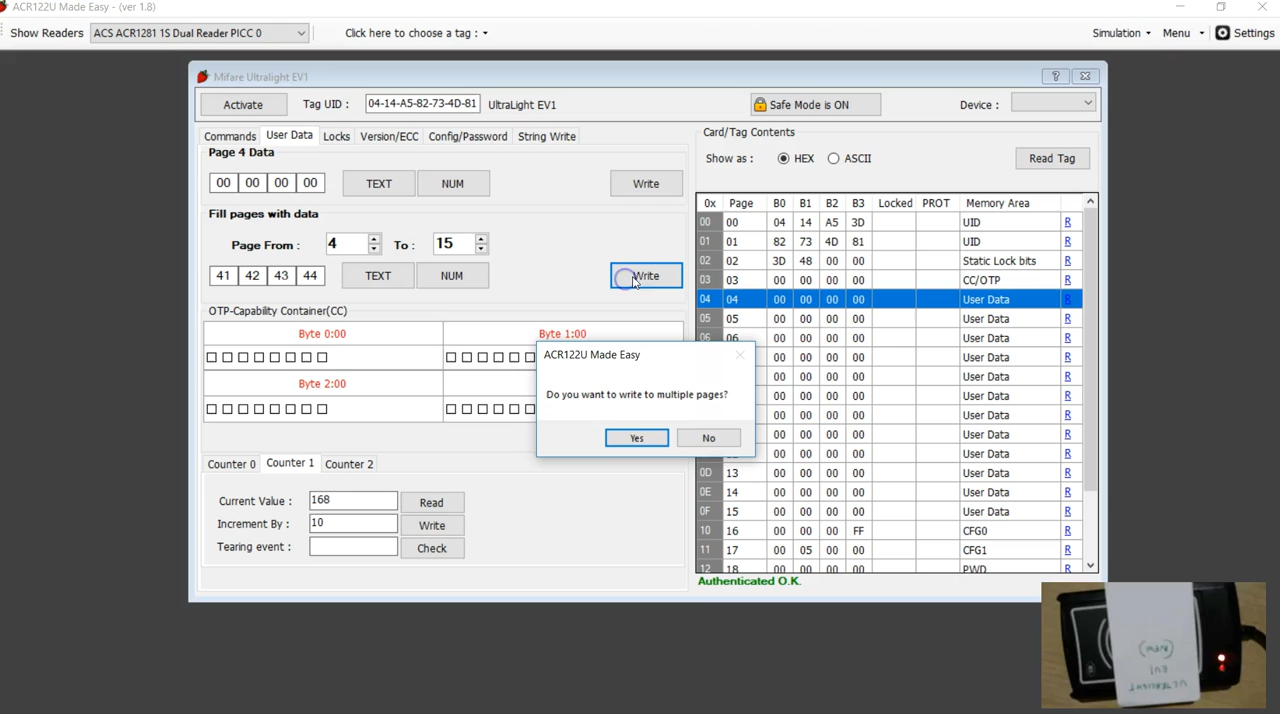 ACR122U Made Easy - (ver 1.8)
Show Readers ACS ACR1281 1S Dual Reader PICC 0 Click here to choose a tag : Simulation Menu Settings
Mifare Ultralight EV1 ?
Activate Tag UID : 04-14-A5-82-73-4D-81 UltraLight EV1 Safe Mode is ON Device :
Commands User Data Locks Version/ECC Config/Password String Write
Page 4 Data
00 00 00 00 TEXT NUM Write
Fill pages with data
Page From : 4 To : 15
41 42 43 44 TEXT NUM Write
OTP-Capability Container(CC)
Byte 0:00 Byte 1:00
Byte 2:00
Counter 0 Counter 1 Counter 2
Current Value : 168 Read
Increment By : 10 Write
Tearing event : Check
ACR122U Made Easy
Do you want to write to multiple pages?
Yes No
Card/Tag Contents
Show as : HEX ASCII Read Tag
0x Page B0 B1 B2 B3 Locked PROT Memory Area
00 00 04 14 A5 3D UID R
01 01 82 73 4D 81 UID R
02 02 3D 48 00 00 Static Lock bits R
03 03 00 00 00 00 CC/OTP R
04 04 00 00 00 00 User Data R
05 05 00 00 00 00 User Data R
06 00 00 00 00 User Data R
00 00 00 User Data R
00 00 00 User Data R
00 00 00 User Data R
00 00 00 User Data R
00 00 00 User Data R
00 00 00 User Data R
0D 13 00 00 00 00 User Data R
0E 14 00 00 00 00 User Data R
0F 15 00 00 00 00 User Data R
10 16 00 00 00 FF CFG0 R
11 17 00 05 00 00 CFG1 R
12 18 00 00 00 00 PWD R
Authenticated O.K.
ULTRALIGHT
EV1
(NEW)